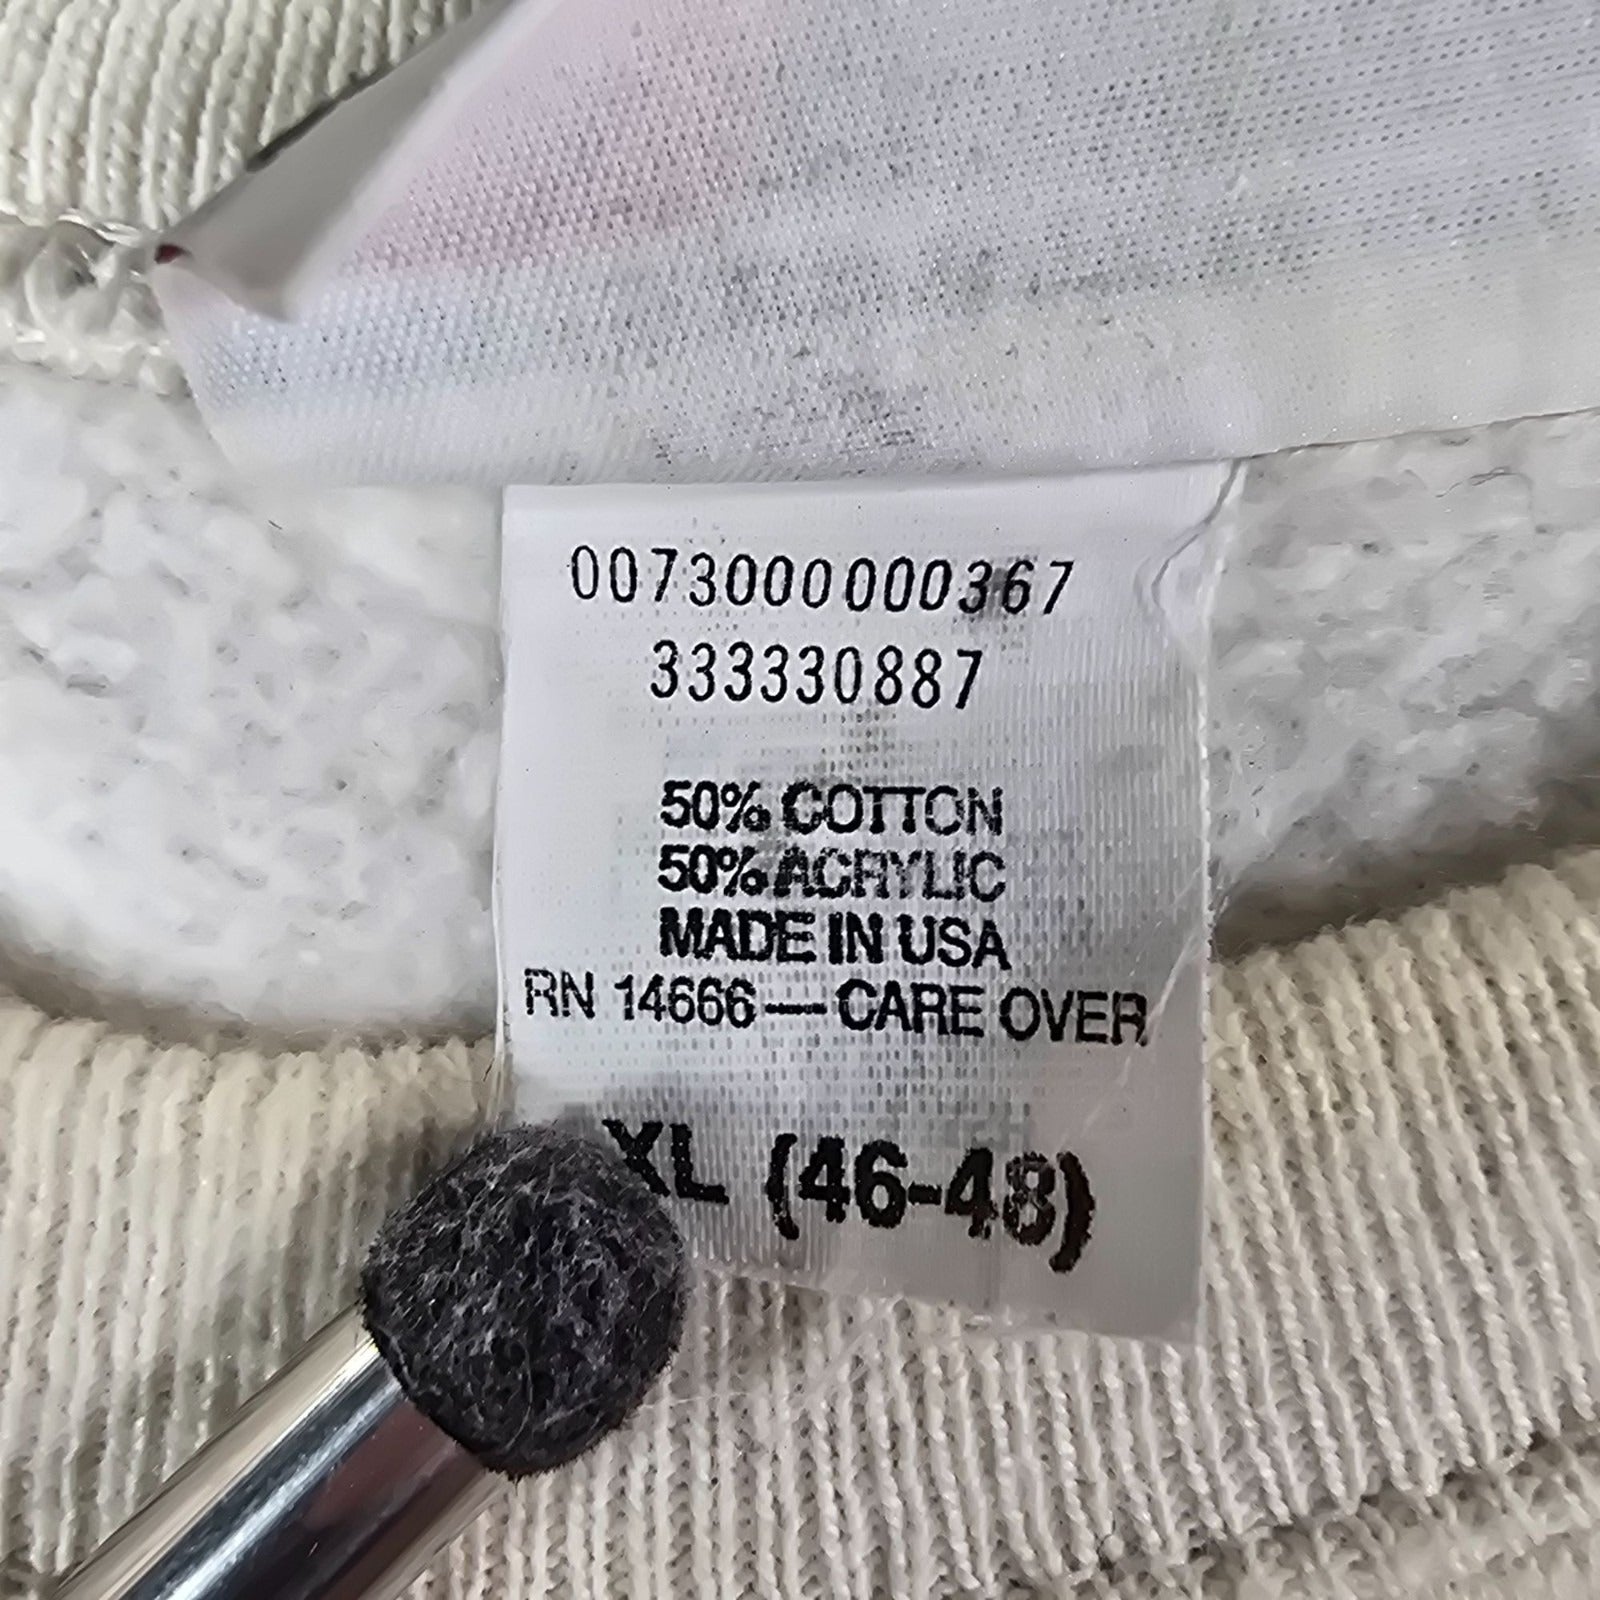 0073000000367
333330887
50% COTTON
50% ACRYLIC
MADE IN USA
RN 14666 — CARE OVER
XL (46-48)